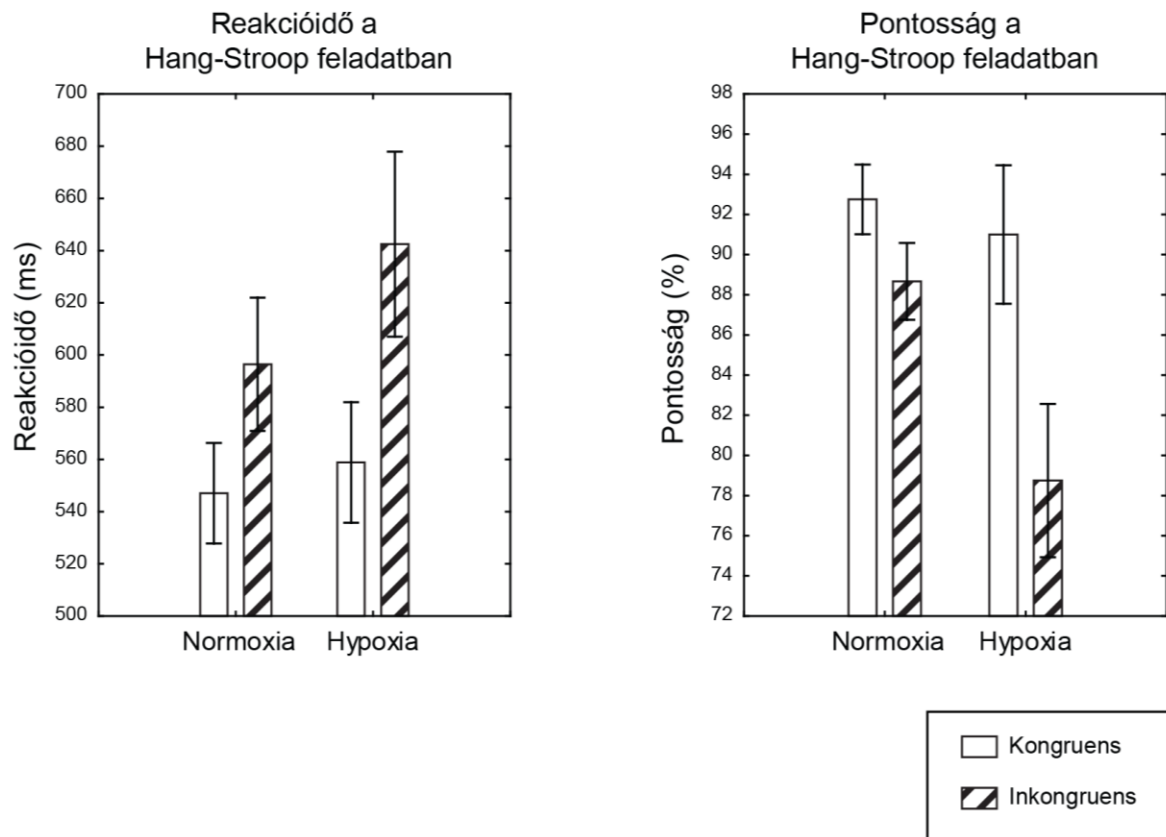 Reakcióidő a
Hang-Stroop feladatban
Reakcióidő (ms)
700
680
660
640
620
600
580
560
540
520
500
Normoxia Hypoxia
Pontosság a
Hang-Stroop feladatban
Pontosság (%)
98
96
94
92
90
88
86
84
82
80
78
76
74
72
Normoxia Hypoxia
Kongruens
Inkongruens